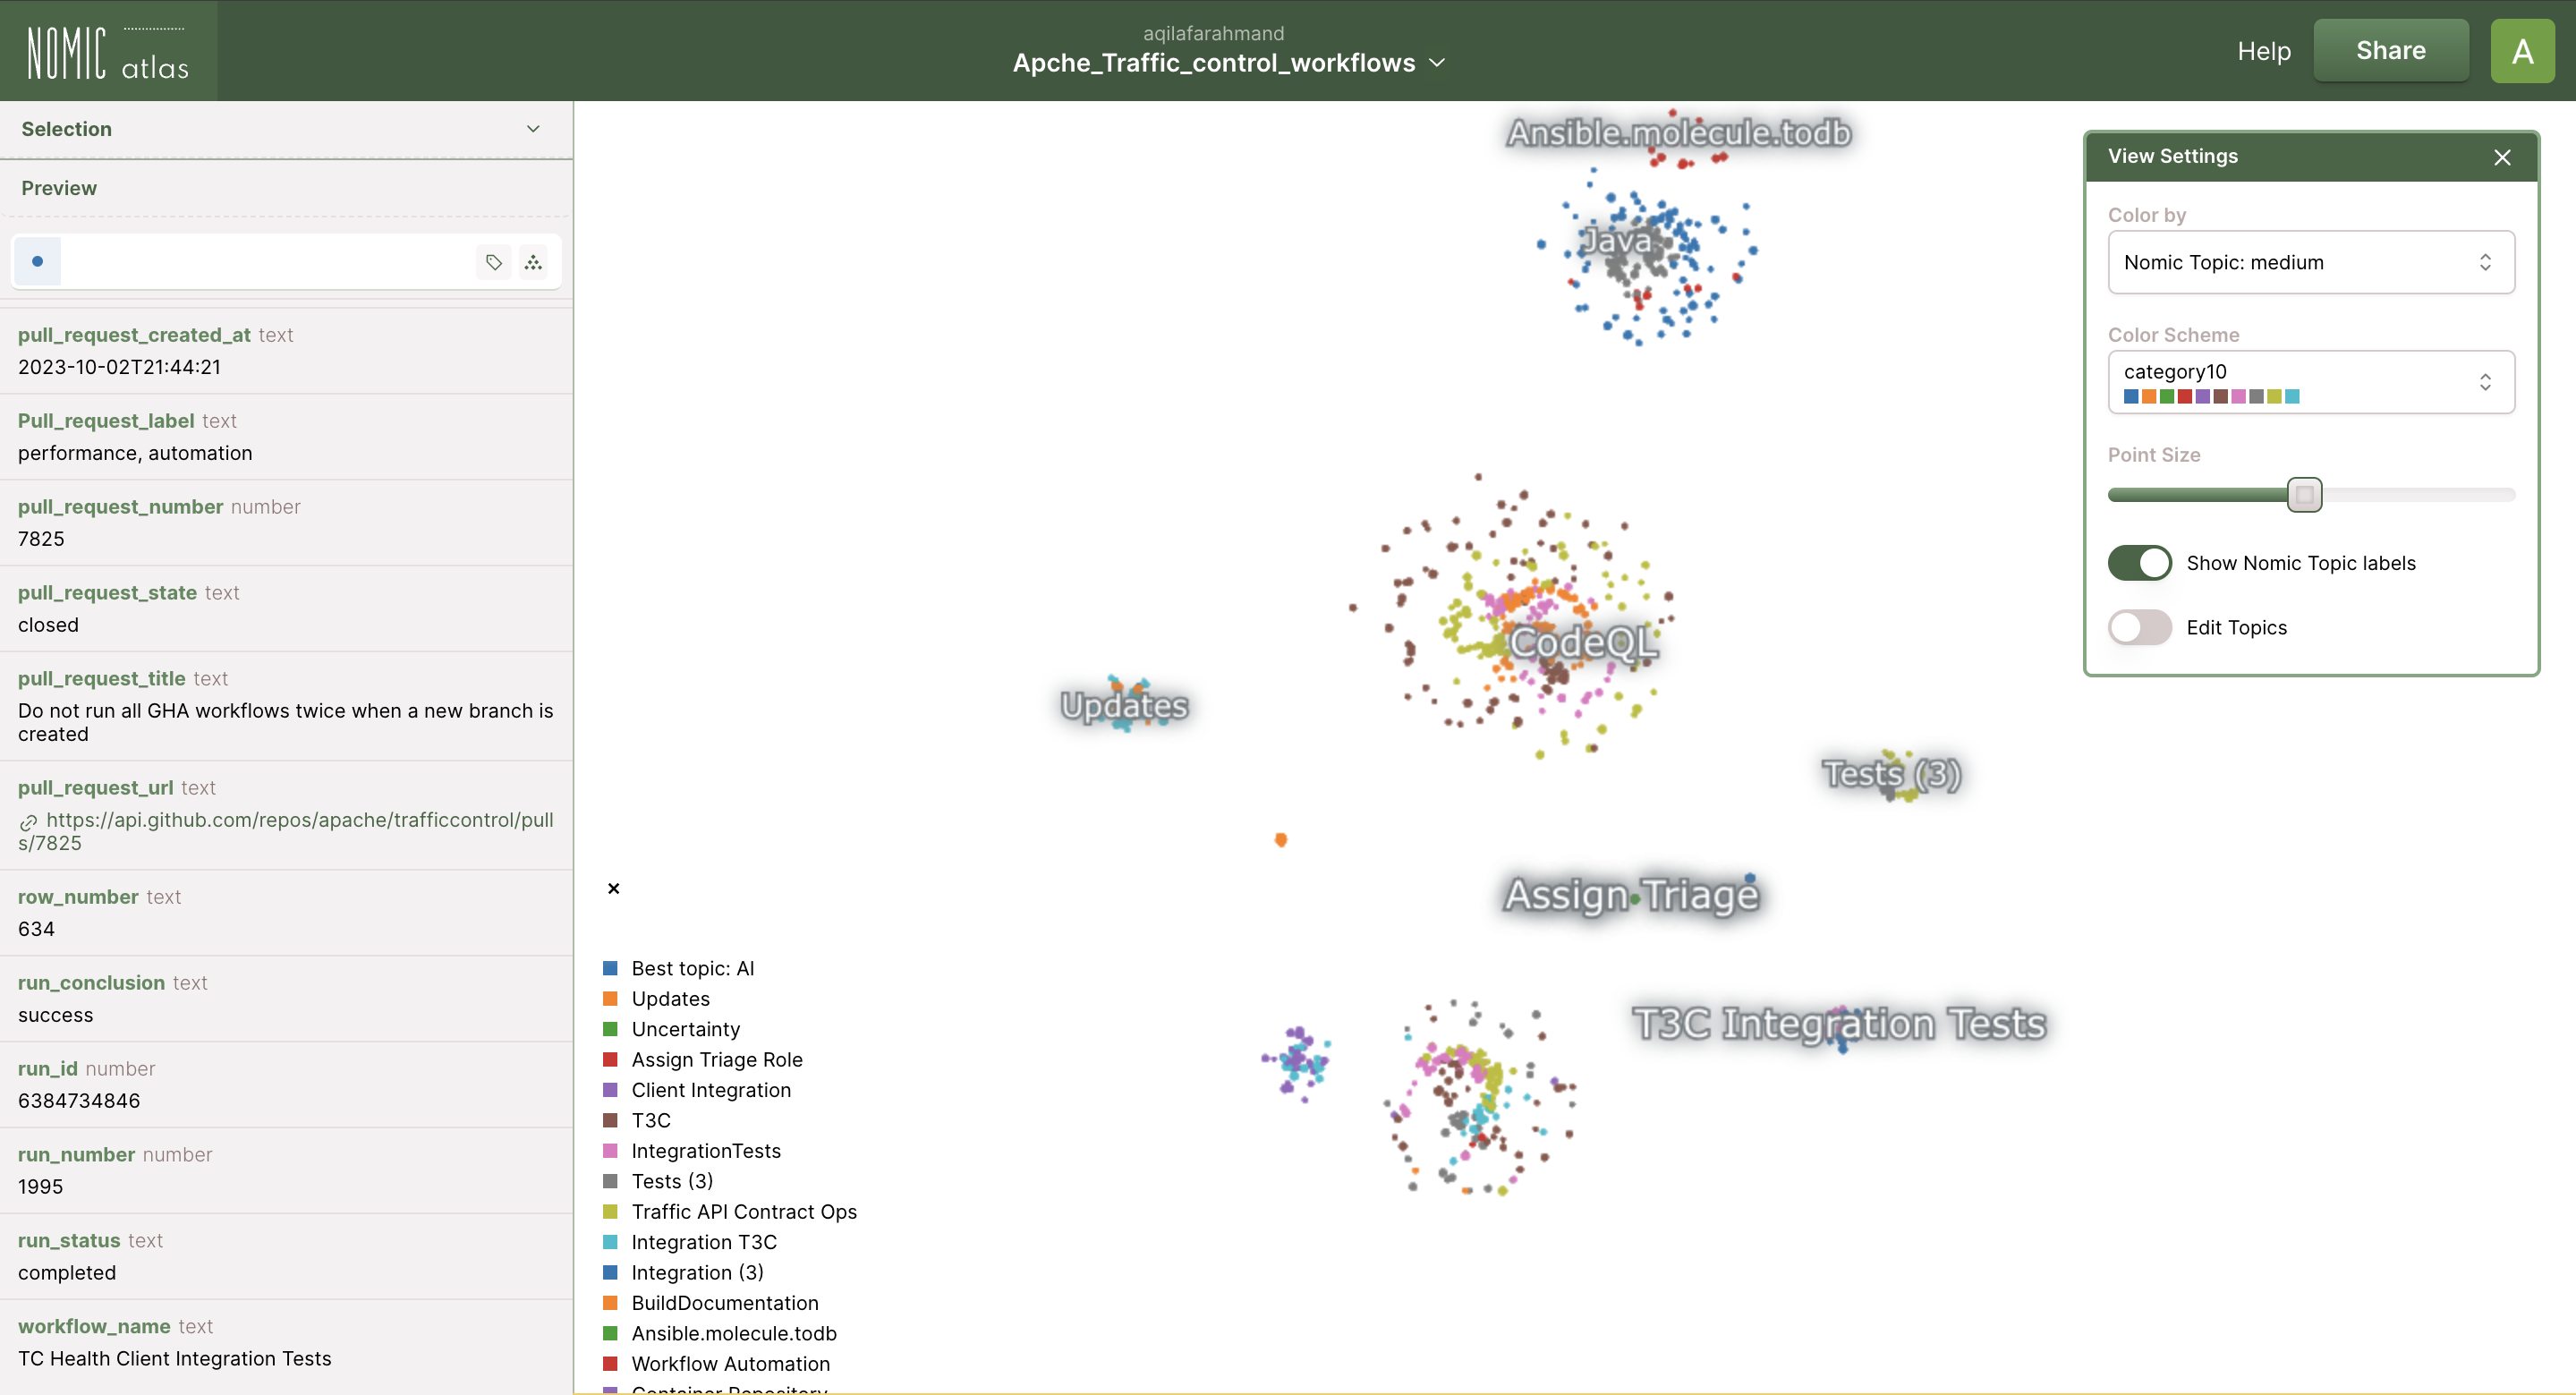 NOMIC atlas
aqilafarahmand
Apche_Traffic_control_workflows
Help
Share
A
Selection
Preview
pull_request_created_at text
2023-10-02T21:44:21
Pull_request_label text
performance, automation
pull_request_number number
7825
pull_request_state text
closed
pull_request_title text
Do not run all GHA workflows twice when a new branch is
created
pull_request_url text
https://api.github.com/repos/apache/trafficcontrol/pull
s/7825
row_number text
634
run_conclusion text
success
run_id number
6384734846
run_number number
1995
run_status text
completed
workflow_name text
TC Health Client Integration Tests
Ansible.molecule.todb
Java
CodeQL
Updates
Tests (3)
Assign Triage
T3C Integration Tests
×
Best topic: AI
Updates
Uncertainty
Assign Triage Role
Client Integration
T3C
IntegrationTests
Tests (3)
Traffic API Contract Ops
Integration T3C
Integration (3)
BuildDocumentation
Ansible.molecule.todb
Workflow Automation
Container Repository
View Settings
Color by
Nomic Topic: medium
Color Scheme
category10
Point Size
Show Nomic Topic labels
Edit Topics